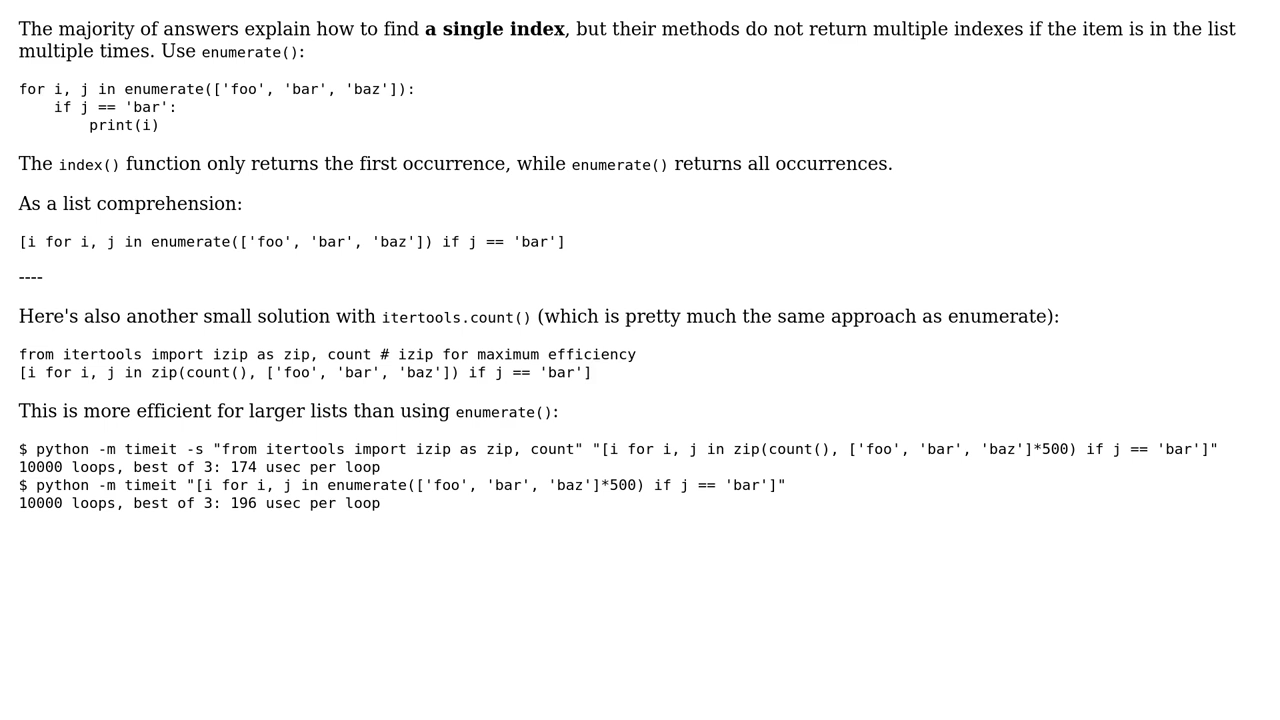 The majority of answers explain how to find a single index, but their methods do not return multiple indexes if the item is in the list
multiple times. Use enumerate():
for i, j in enumerate(['foo', 'bar', 'baz']):
    if j == 'bar':
        print(i)
The index() function only returns the first occurrence, while enumerate() returns all occurrences.
As a list comprehension:
[i for i, j in enumerate(['foo', 'bar', 'baz']) if j == 'bar']
----
Here's also another small solution with itertools.count() (which is pretty much the same approach as enumerate):
from itertools import izip as zip, count # izip for maximum efficiency
[i for i, j in zip(count(), ['foo', 'bar', 'baz']) if j == 'bar']
This is more efficient for larger lists than using enumerate():
$ python -m timeit -s "from itertools import izip as zip, count" "[i for i, j in zip(count(), ['foo', 'bar', 'baz']*500) if j == 'bar']"
10000 loops, best of 3: 174 usec per loop
$ python -m timeit "[i for i, j in enumerate(['foo', 'bar', 'baz']*500) if j == 'bar']"
10000 loops, best of 3: 196 usec per loop